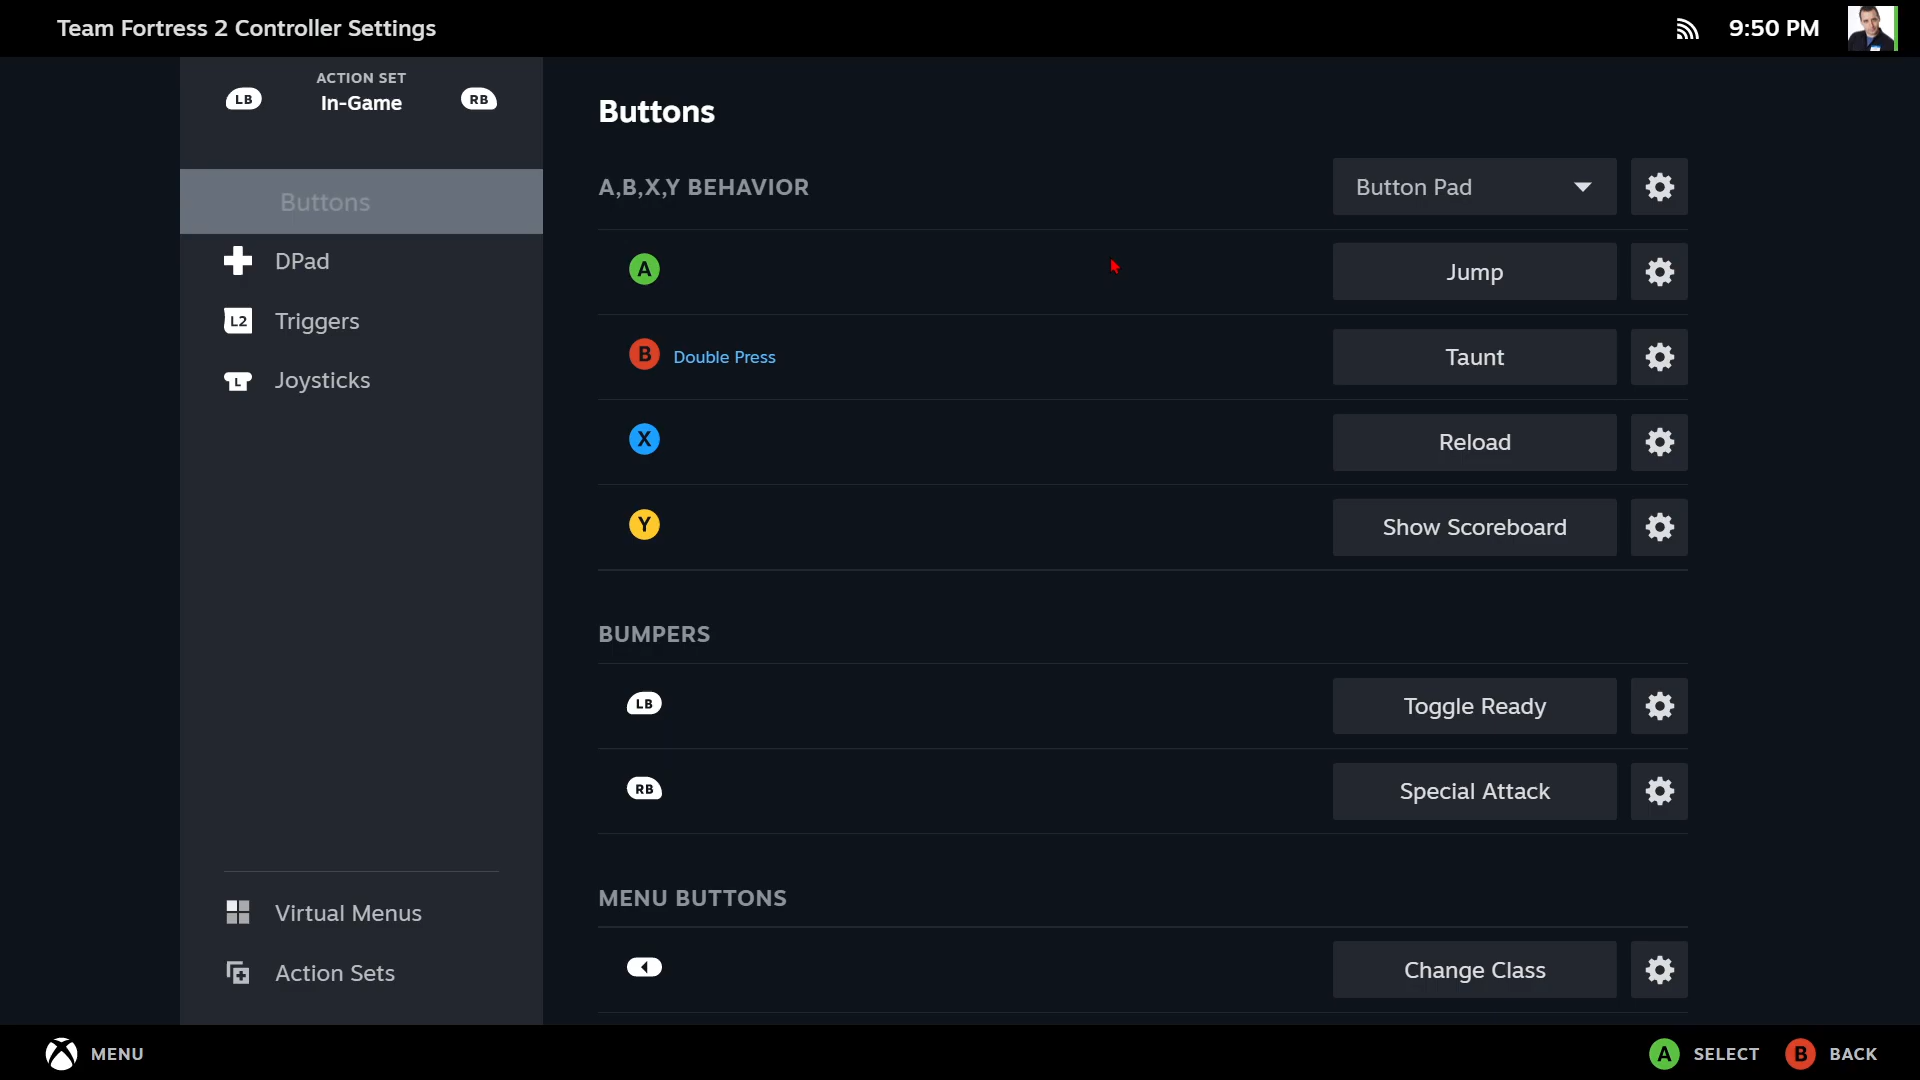 Team Fortress 2 Controller Settings
9:50 PM
LB
ACTION SET
In-Game
RB
Buttons
DPad
L2 Triggers
L Joysticks
Virtual Menus
Action Sets
Buttons
A,B,X,Y BEHAVIOR
Button Pad
A
Jump
B Double Press
Taunt
X
Reload
Y
Show Scoreboard
BUMPERS
LB
Toggle Ready
RB
Special Attack
MENU BUTTONS
Change Class
MENU
A SELECT
B BACK